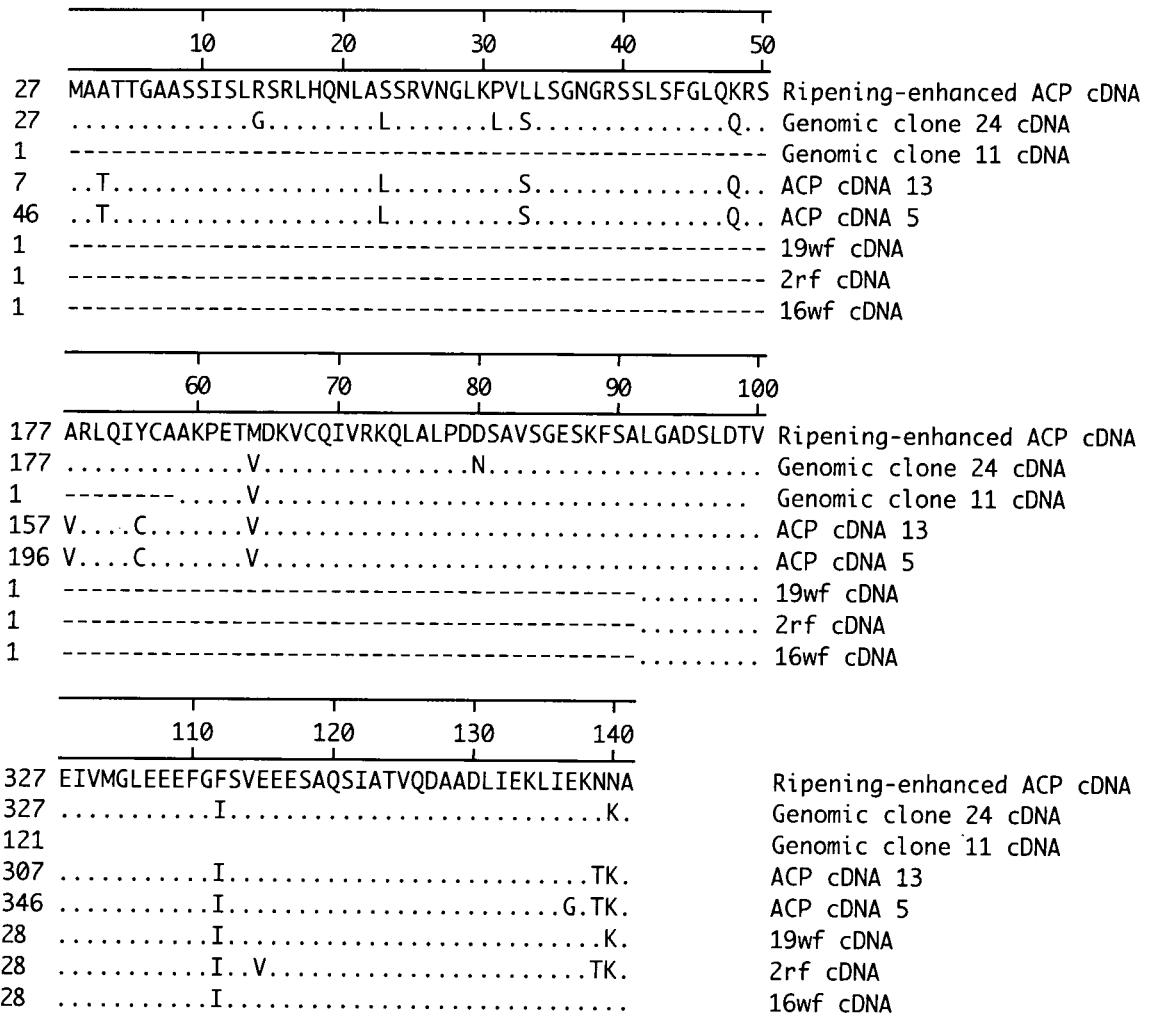 10 20 30 40 50
27 MAATTGAASSISLRSRLHQNLASSRVNGLKPVLLSGNGRSSLSFGLQKRS Ripening-enhanced ACP cDNA
27 .............G........L.......L.S..............Q.. Genomic clone 24 cDNA
1 -------------------------------------------------- Genomic clone 11 cDNA
7 ..T...................L.........S..............Q.. ACP cDNA 13
46 ..T...................L.........S..............Q.. ACP cDNA 5
1 -------------------------------------------------- 19wf cDNA
1 -------------------------------------------------- 2rf cDNA
1 -------------------------------------------------- 16wf cDNA
60 70 80 90 100
177 ARLQIYCAAKPETMDKVCQIVRKQLALPDDSAVSGESKFSALGADSLDTV Ripening-enhanced ACP cDNA
177 .............V...............N.................... Genomic clone 24 cDNA
1 --------.....V................................... Genomic clone 11 cDNA
157 V....C.......V.................................... ACP cDNA 13
196 V....C.......V.................................... ACP cDNA 5
1 -----------------------------------------......... 19wf cDNA
1 -----------------------------------------......... 2rf cDNA
1 -----------------------------------------......... 16wf cDNA
110 120 130 140
327 EIVMGLEEEFGFSVEEESAQSIATVQDAADLIEKLIEKNNA Ripening-enhanced ACP cDNA
327 ...........I...........................K. Genomic clone 24 cDNA
121 Genomic clone 11 cDNA
307 ...........I..........................TK. ACP cDNA 13
346 ...........I........................G.TK. ACP cDNA 5
28 ...........I...........................K. 19wf cDNA
28 ...........I..V.......................TK. 2rf cDNA
28 ...........I............................. 16wf cDNA